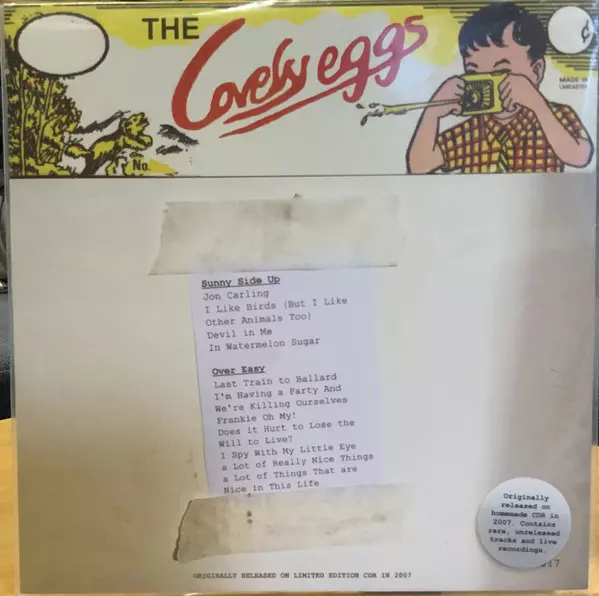 THE
Lovely eggs
MADE IN
LANCASTER
No.
Sunny Side Up
Jon Carling
I Like Birds (But I Like
Other Animals Too)
Devil in Me
In Watermelon Sugar
Over Easy
Last Train to Ballard
I'm Having a Party And
We're Killing Ourselves
Frankie Oh My!
Does it Hurt to Lose the
Will to Live?
I Spy With My Little Eye
a Lot of Really Nice Things
a Lot of Things That are
Nice in This Life
Originally
released on
homemade CDR in
2007. Contains
rare, unreleased
tracks and live
recordings.
17
ORIGINALLY RELEASED ON LIMITED EDITION CDR IN 2007